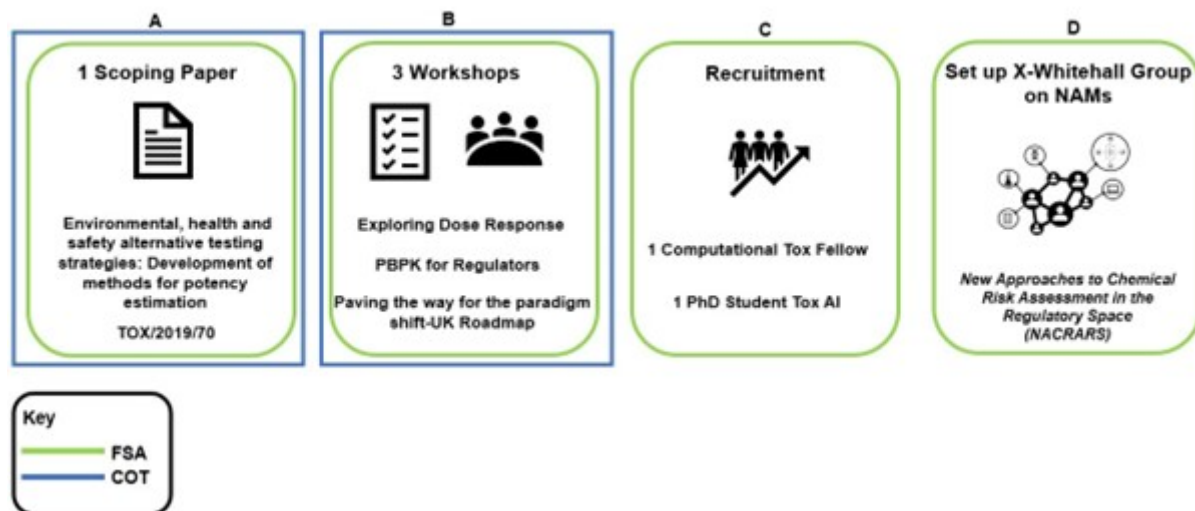 A
1 Scoping Paper
Environmental, health and
safety alternative testing
strategies: Development of
methods for potency
estimation
TOX/2019/70
B
3 Workshops
Exploring Dose Response
PBPK for Regulators
Paving the way for the paradigm
shift-UK Roadmap
C
Recruitment
1 Computational Tox Fellow
1 PhD Student Tox AI
D
Set up X-Whitehall Group
on NAMs
New Approaches to Chemical
Risk Assessment in the
Regulatory Space
(NACRARS)
Key
FSA
COT